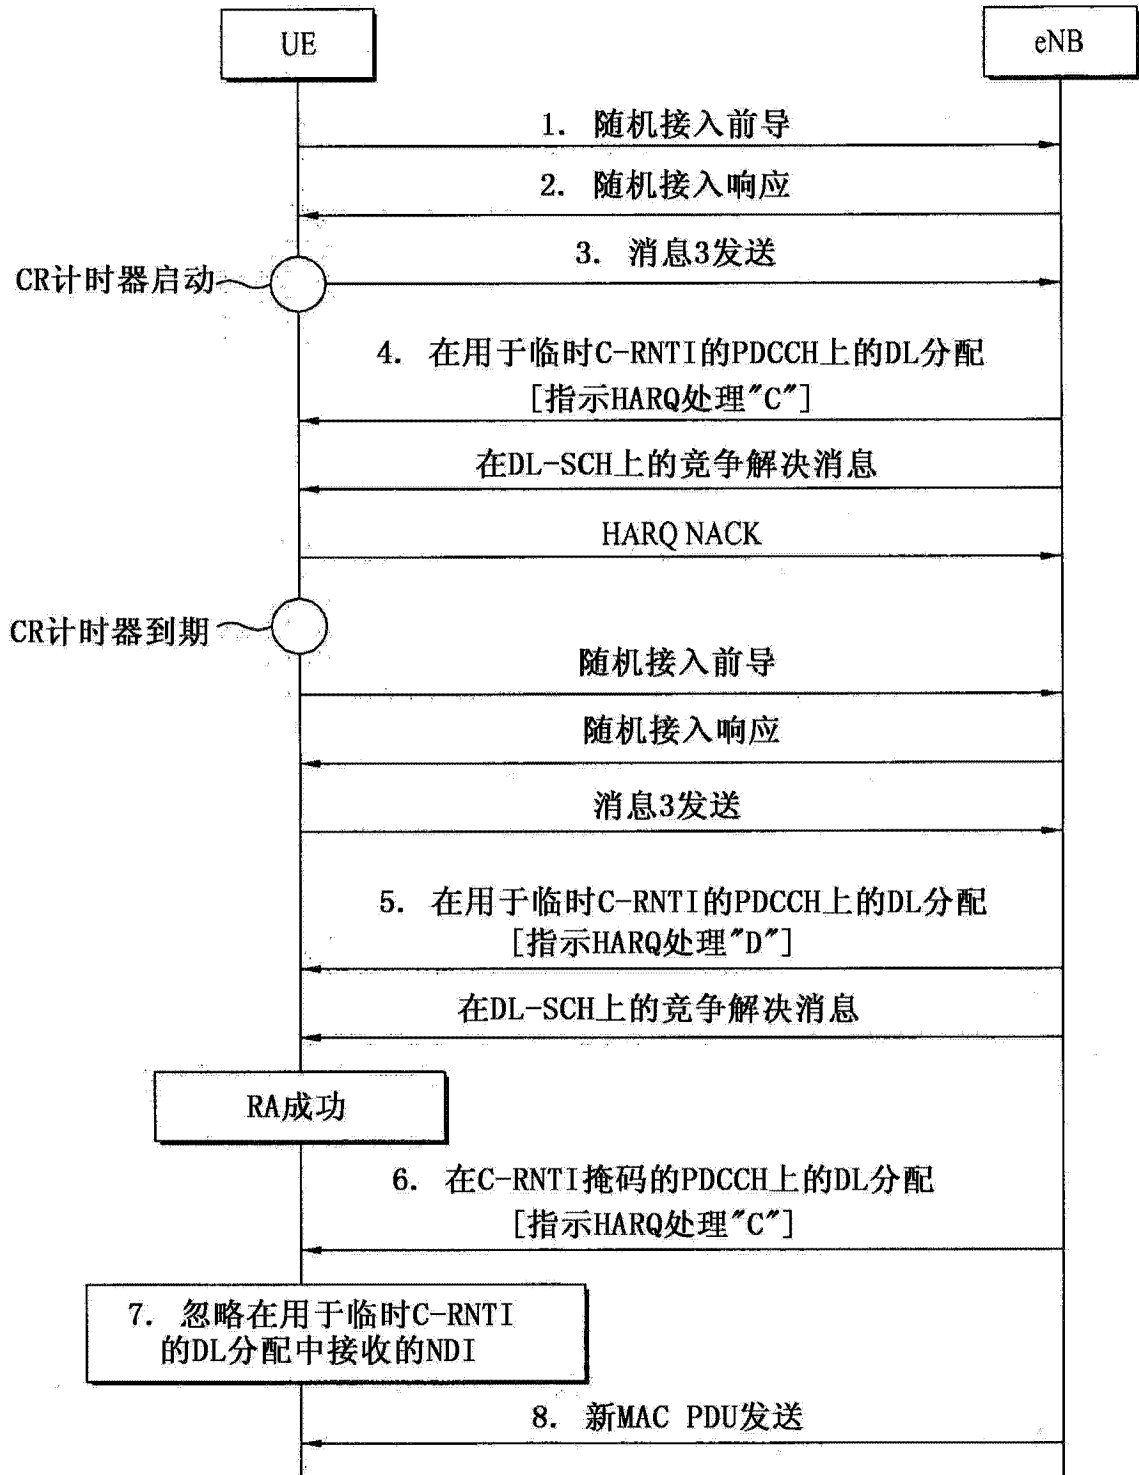 UE
eNB
1. 随机接入前导
2. 随机接入响应
3. 消息3发送
CR计时器启动
4. 在用于临时C-RNTI的PDCCH上的DL分配
[指示HARQ处理"C"]
在DL-SCH上的竞争解决消息
HARQ NACK
CR计时器到期
随机接入前导
随机接入响应
消息3发送
5. 在用于临时C-RNTI的PDCCH上的DL分配
[指示HARQ处理"D"]
在DL-SCH上的竞争解决消息
RA成功
6. 在C-RNTI掩码的PDCCH上的DL分配
[指示HARQ处理"C"]
7. 忽略在用于临时C-RNTI
的DL分配中接收的NDI
8. 新MAC PDU发送